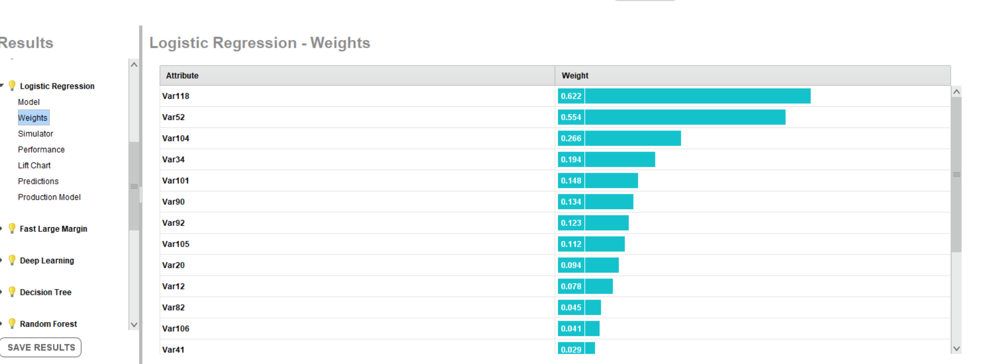 Results
Logistic Regression
Model
Weights
Simulator
Performance
Lift Chart
Predictions
Production Model
Fast Large Margin
Deep Learning
Decision Tree
Random Forest
SAVE RESULTS
Logistic Regression - Weights
Attribute Weight
Var118 0.622
Var52 0.554
Var104 0.266
Var34 0.194
Var101 0.148
Var90 0.134
Var92 0.123
Var105 0.112
Var20 0.094
Var12 0.078
Var82 0.045
Var106 0.041
Var41 0.029